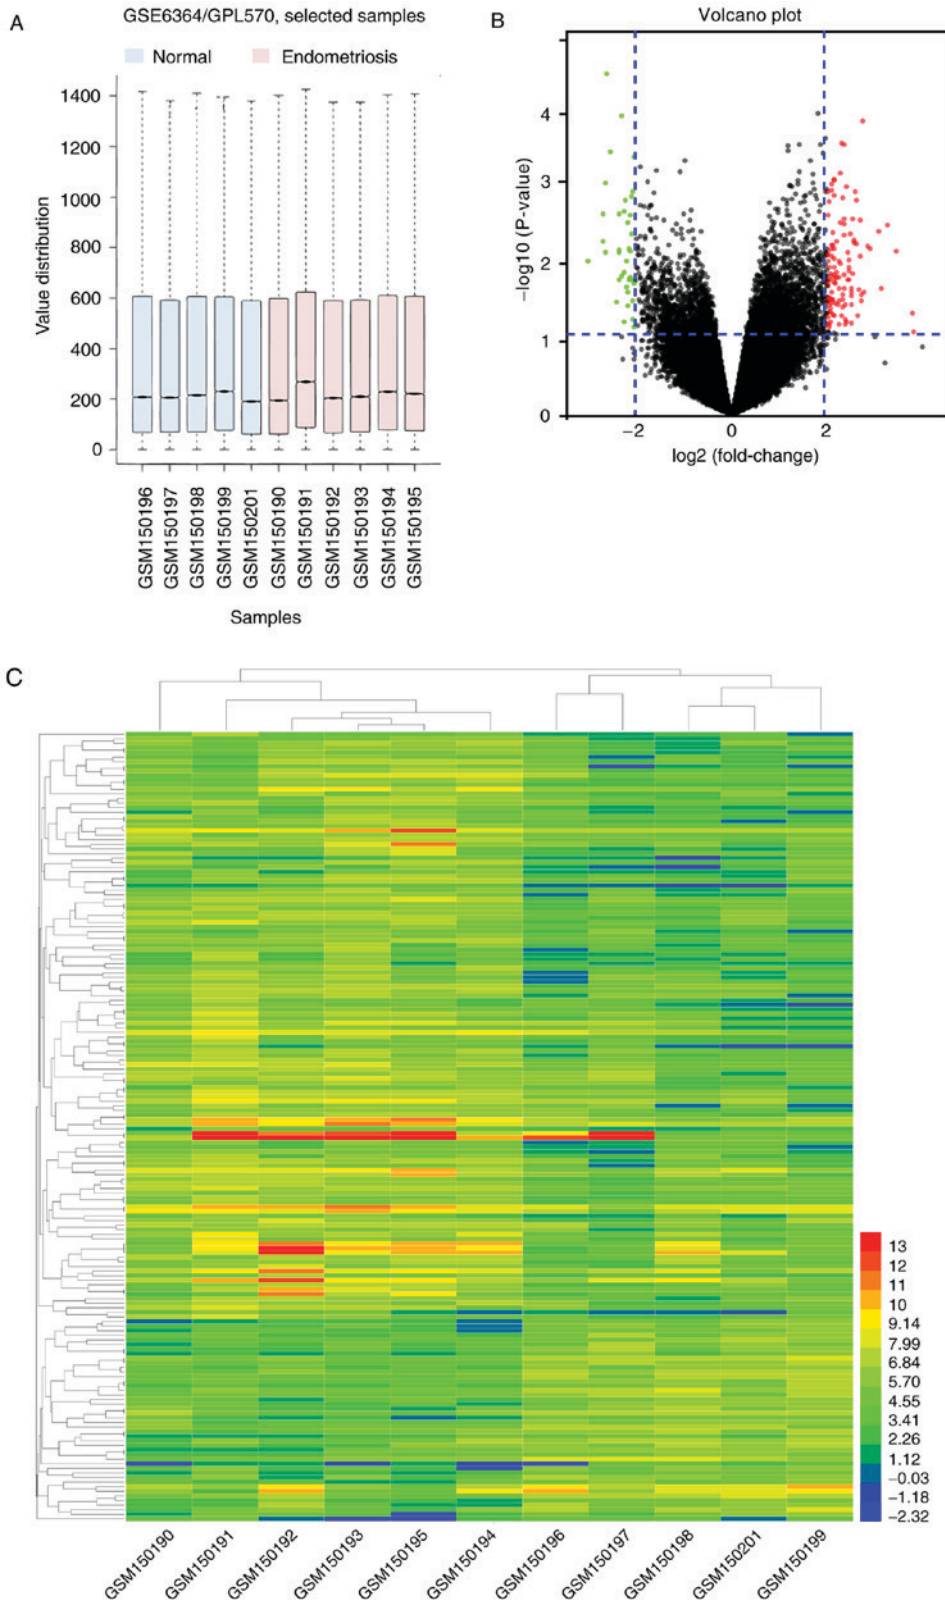 A
GSE6364/GPL570, selected samples
Normal Endometriosis
Value distribution
1400
1200
1000
800
600
400
200
0
GSM150196
GSM150197
GSM150198
GSM150199
GSM150201
GSM150190
GSM150191
GSM150192
GSM150193
GSM150194
GSM150195
Samples
B
Volcano plot
−log10 (P-value)
4
3
2
1
0
−2 0 2
log2 (fold-change)
C
13
12
11
10
9.14
7.99
6.84
5.70
4.55
3.41
2.26
1.12
−0.03
−1.18
−2.32
GSM150190
GSM150191
GSM150192
GSM150193
GSM150195
GSM150194
GSM150196
GSM150197
GSM150198
GSM150201
GSM150199